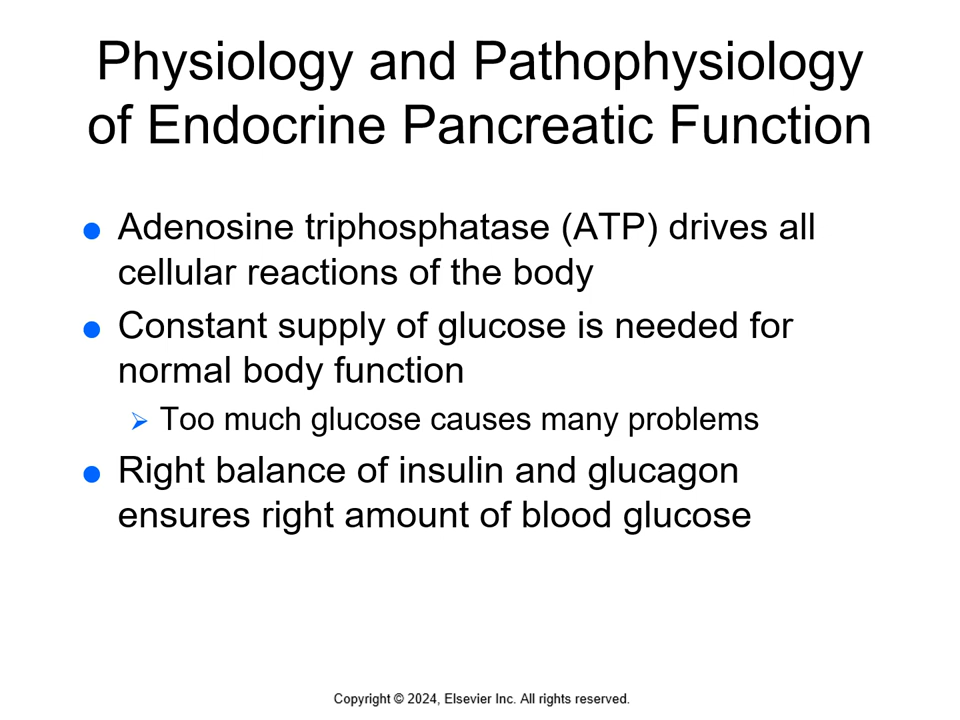 Physiology and Pathophysiology
of Endocrine Pancreatic Function
● Adenosine triphosphatase (ATP) drives all
cellular reactions of the body
● Constant supply of glucose is needed for
normal body function
➢ Too much glucose causes many problems
● Right balance of insulin and glucagon
ensures right amount of blood glucose
Copyright © 2024, Elsevier Inc. All rights reserved.